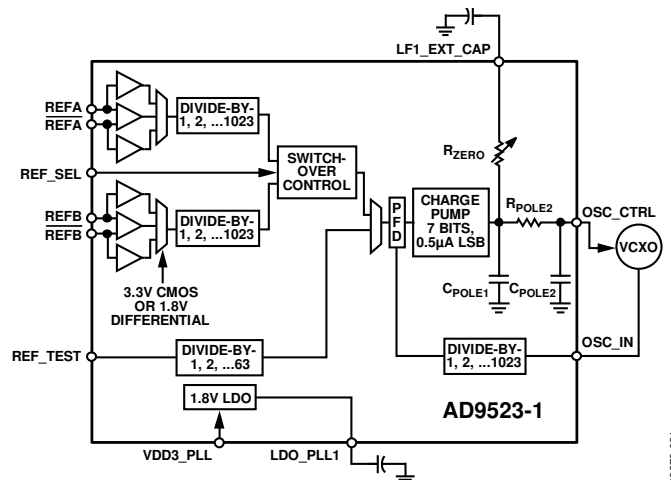 LF1_EXT_CAP
REFA
REFA
DIVIDE-BY-
1, 2, ...1023
REF_SEL
SWITCH-
OVER
CONTROL
RZERO
REFB
REFB
DIVIDE-BY-
1, 2, ...1023
PFD
CHARGE
PUMP
7 BITS,
0.5µA LSB
RPOLE2
OSC_CTRL
VCXO
3.3V CMOS
OR 1.8V
DIFFERENTIAL
CPOLE1
CPOLE2
REF_TEST
DIVIDE-BY-
1, 2, ...63
DIVIDE-BY-
1, 2, ...1023
OSC_IN
1.8V LDO
AD9523-1
VDD3_PLL
LDO_PLL1